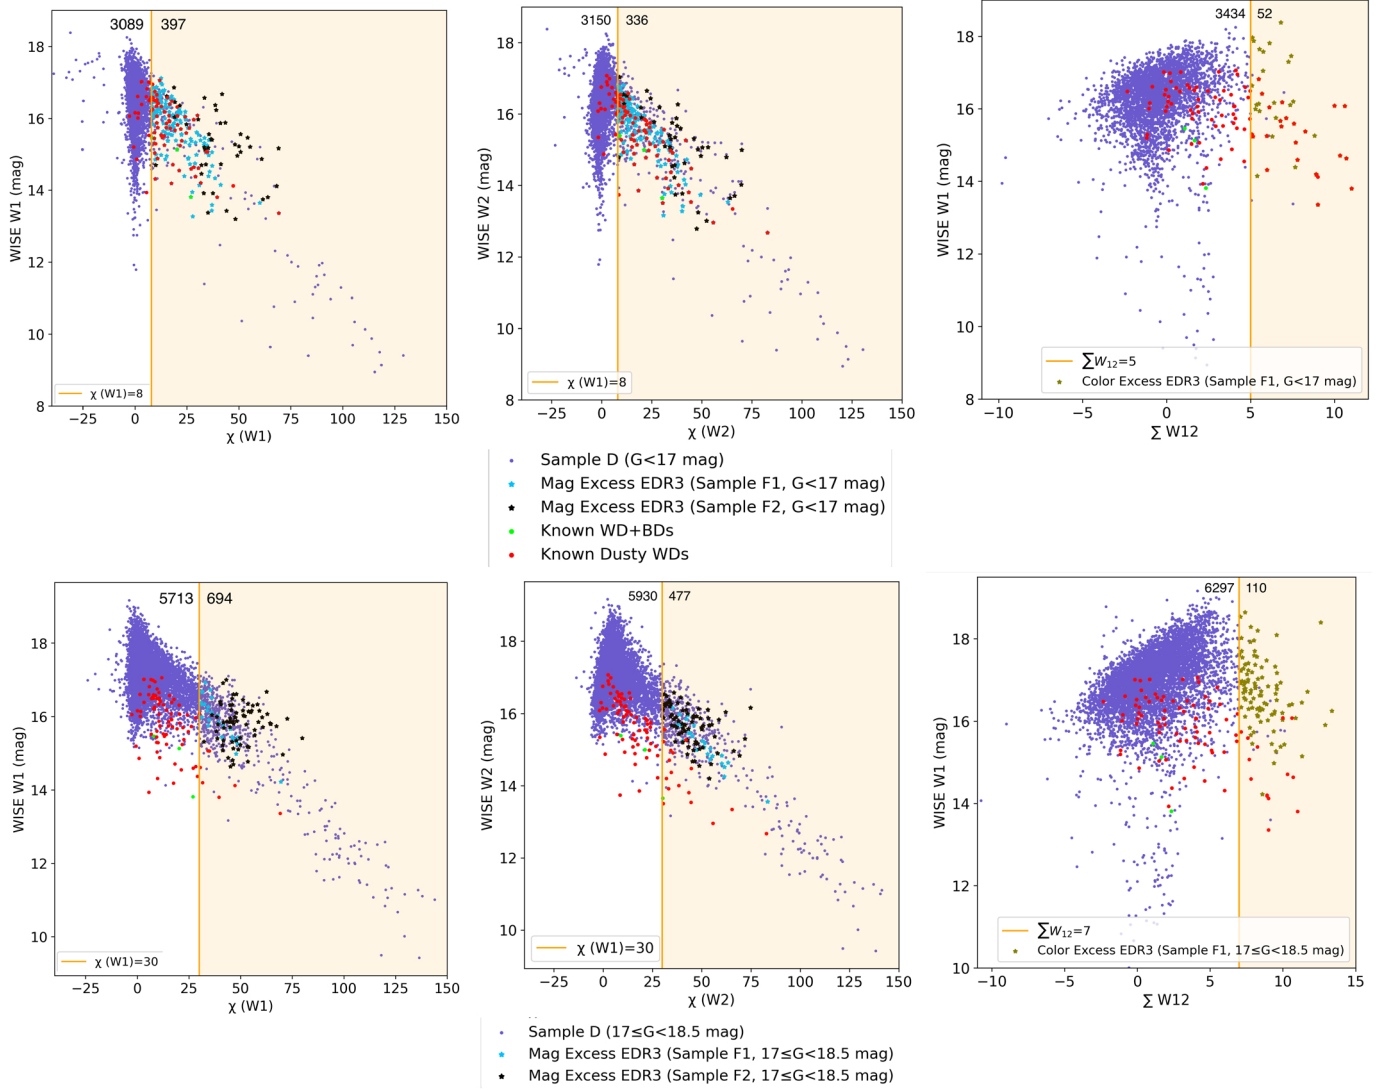 3089 397
18
16
14
12
10
8
WISE W1 (mag)
−25 0 25 50 75 100 125 150
χ (W1)
χ (W1)=8
3150 336
18
16
14
12
10
8
WISE W2 (mag)
−25 0 25 50 75 100 125 150
χ (W2)
χ (W1)=8
3434 52
18
16
14
12
10
8
WISE W1 (mag)
−10 −5 0 5 10
∑ W12
∑W₁₂=5
Color Excess EDR3 (Sample F1, G<17 mag)
Sample D (G<17 mag)
Mag Excess EDR3 (Sample F1, G<17 mag)
Mag Excess EDR3 (Sample F2, G<17 mag)
Known WD+BDs
Known Dusty WDs
5713 694
18
16
14
12
10
WISE W1 (mag)
−25 0 25 50 75 100 125 150
χ (W1)
χ (W1)=30
5930 477
18
16
14
12
10
WISE W2 (mag)
−25 0 25 50 75 100 125 150
χ (W2)
χ (W1)=30
6297 110
18
16
14
12
10
WISE W1 (mag)
−10 −5 0 5 10 15
∑ W12
∑W₁₂=7
Color Excess EDR3 (Sample F1, 17≤G<18.5 mag)
Sample D (17≤G<18.5 mag)
Mag Excess EDR3 (Sample F1, 17≤G<18.5 mag)
Mag Excess EDR3 (Sample F2, 17≤G<18.5 mag)